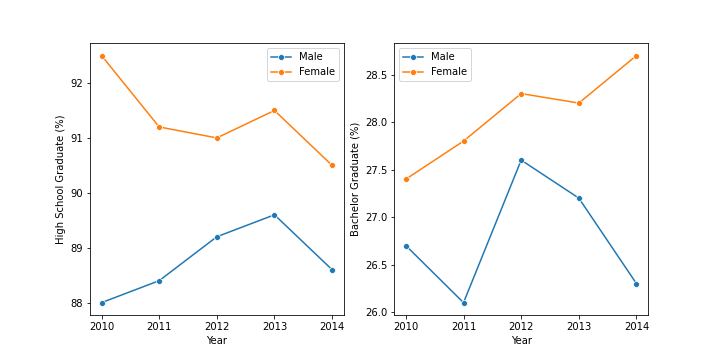 High School Graduate (%)
92
91
90
89
88
Male
Female
2010 2011 2012 2013 2014
Year
Bachelor Graduate (%)
28.5
28.0
27.5
27.0
26.5
26.0
Male
Female
2010 2011 2012 2013 2014
Year